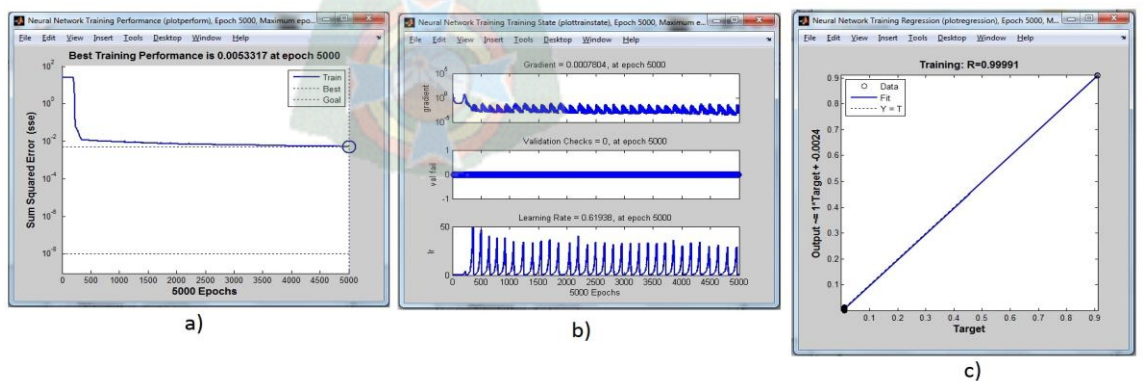 Neural Network Training Performance (plotperform), Epoch 5000, Maximum epo...
File Edit View Insert Tools Desktop Window Help
Best Training Performance is 0.0053317 at epoch 5000
Sum Squared Error (sse)
10^2
10^0
10^-2
10^-4
10^-6
10^-8
Train
Best
Goal
0 500 1000 1500 2000 2500 3000 3500 4000 4500 5000
5000 Epochs
a)
Neural Network Training Training State (plottrainstate), Epoch 5000, Maximum e...
File Edit View Insert Tools Desktop Window Help
Gradient = 0.0007804, at epoch 5000
gradient
Validation Checks = 0, at epoch 5000
val fail
1
0
-1
Learning Rate = 0.61938, at epoch 5000
lr
50
0
0 500 1000 1500 2000 2500 3000 3500 4000 4500 5000
5000 Epochs
b)
Neural Network Training Regression (plotregression), Epoch 5000, M...
File Edit View Insert Tools Desktop Window Help
Training: R=0.99991
Output ~= 1*Target + -0.0024
0.9
0.8
0.7
0.6
0.5
0.4
0.3
0.2
0.1
Data
Fit
Y = T
0.1 0.2 0.3 0.4 0.5 0.6 0.7 0.8 0.9
Target
c)